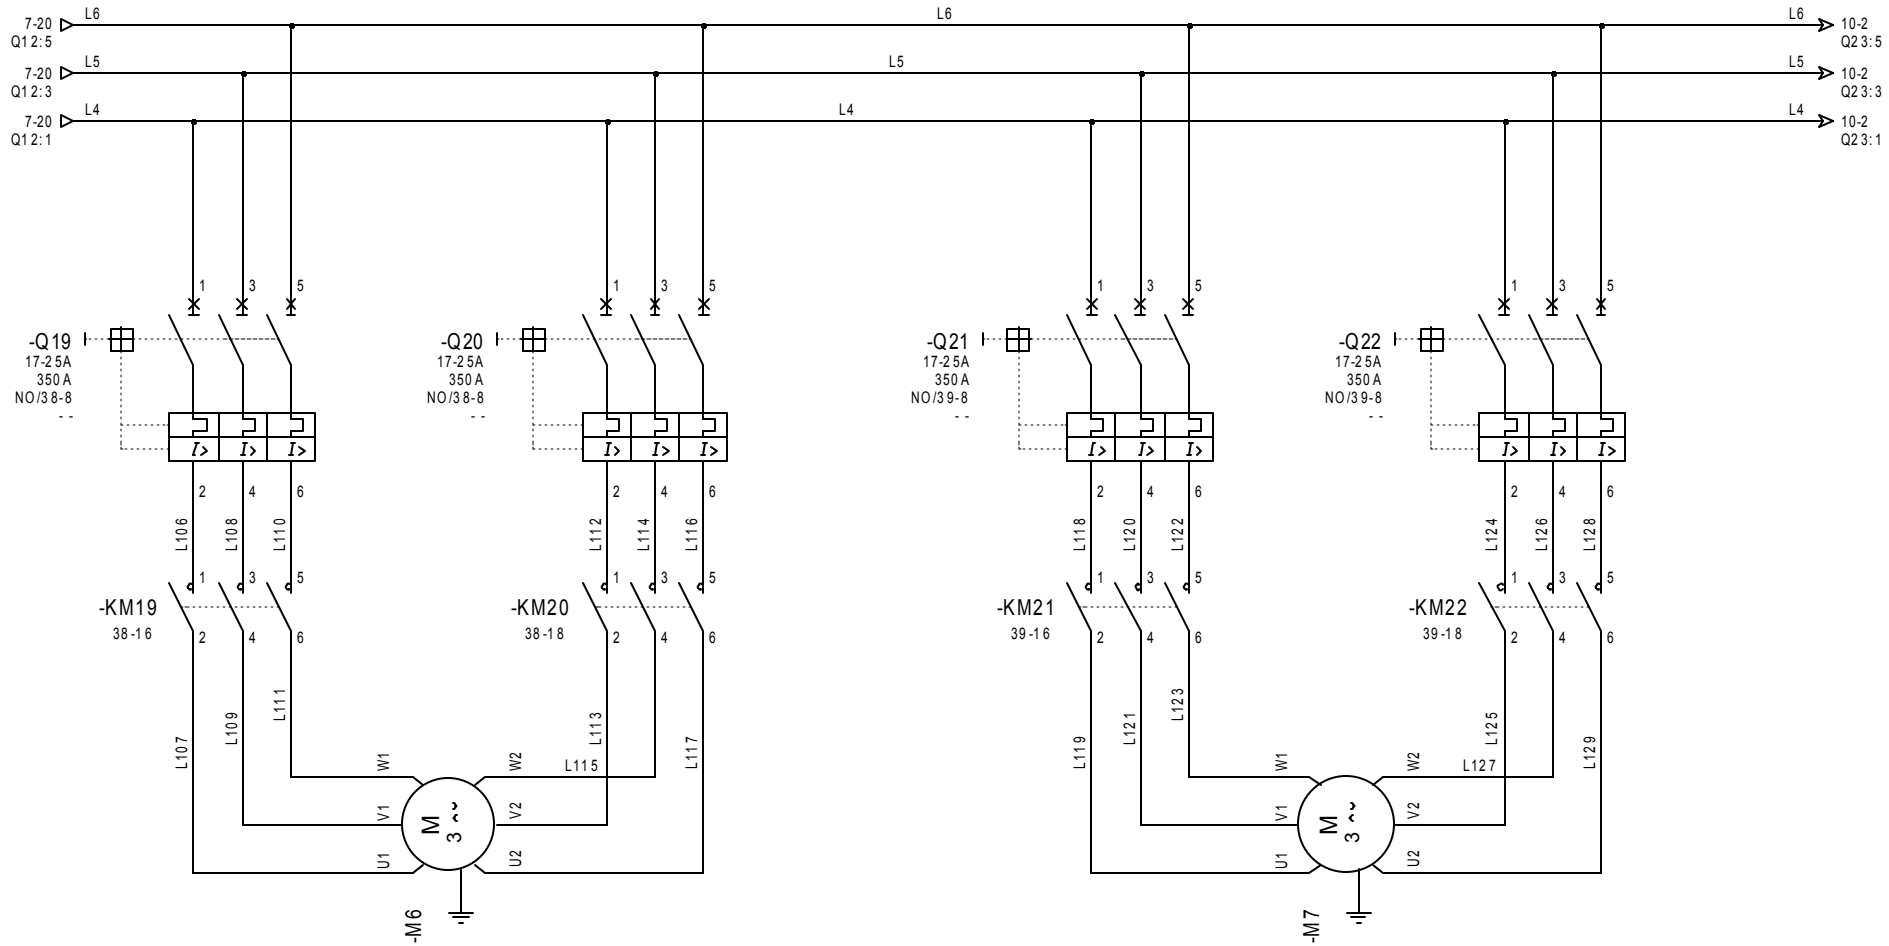 L6 L6 L6
7-20 10-2
Q12:5 Q23:5
L5 L5 L5
7-20 10-2
Q12:3 Q23:3
L4 L4 L4
7-20 10-2
Q12:1 Q23:1
1 3 5 1 3 5 1 3 5 1 3 5
-Q19 -Q20 -Q21 -Q22
17-25A 17-25A 17-25A 17-25A
350A 350A 350A 350A
NO/38-8 NO/38-8 NO/39-8 NO/39-8
-- -- -- --
I> I> I> I> I> I> I> I> I> I> I> I>
2 4 6 2 4 6 2 4 6 2 4 6
L106 L108 L110 L112 L114 L116 L118 L120 L122 L124 L126 L128
1 3 5 1 3 5 1 3 5 1 3 5
-KM19 -KM20 -KM21 -KM22
38-16 38-18 39-16 39-18
2 4 6 2 4 6 2 4 6 2 4 6
L107 L109 L111 L113 L117 L119 L121 L123 L125 L129
W1 W2 L115 W1 W2 L127
V1 M 3 ~ V2 V1 M 3 ~ V2
U1 U2 U1 U2
-M6 -M7